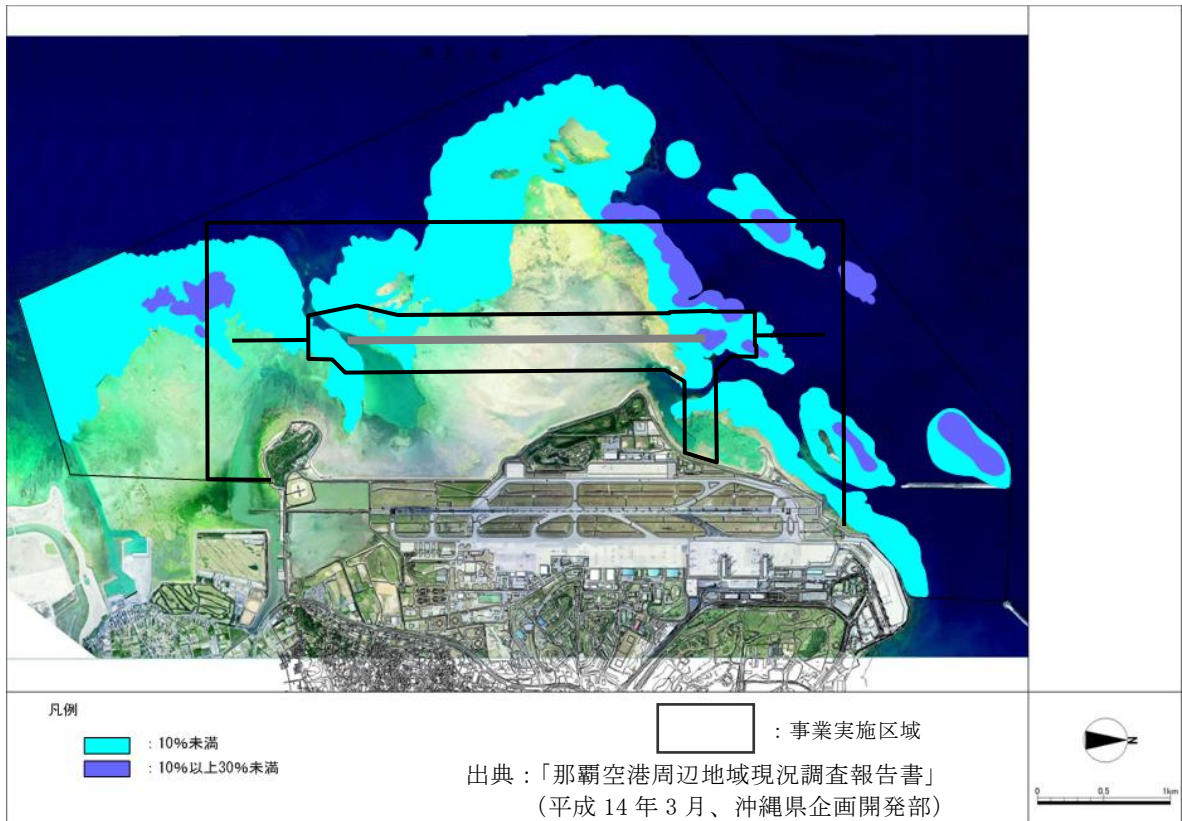 凡例
：10%未満
：10%以上30%未満
：事業実施区域
出典：「那覇空港周辺地域現況調査報告書」
（平成 14 年 3 月、沖縄県企画開発部）
N
0 0.5 1km